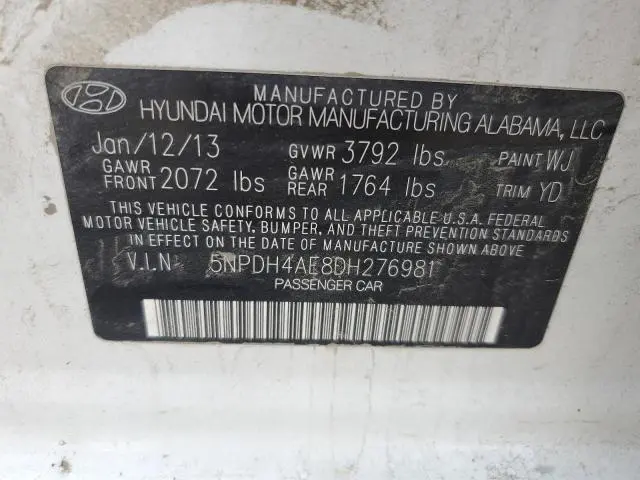 MANUFACTURED BY
HYUNDAI MOTOR MANUFACTURING ALABAMA, LLC
Jan/12/13 GVWR 3792 lbs PAINT WJ
GAWR FRONT 2072 lbs GAWR REAR 1764 lbs TRIM YD
THIS VEHICLE CONFORMS TO ALL APPLICABLE U.S.A. FEDERAL
MOTOR VEHICLE SAFETY, BUMPER, AND THEFT PREVENTION STANDARDS
IN EFFECT ON THE DATE OF MANUFACTURE SHOWN ABOVE.
V.I.N 5NPDH4AE8DH276981
PASSENGER CAR